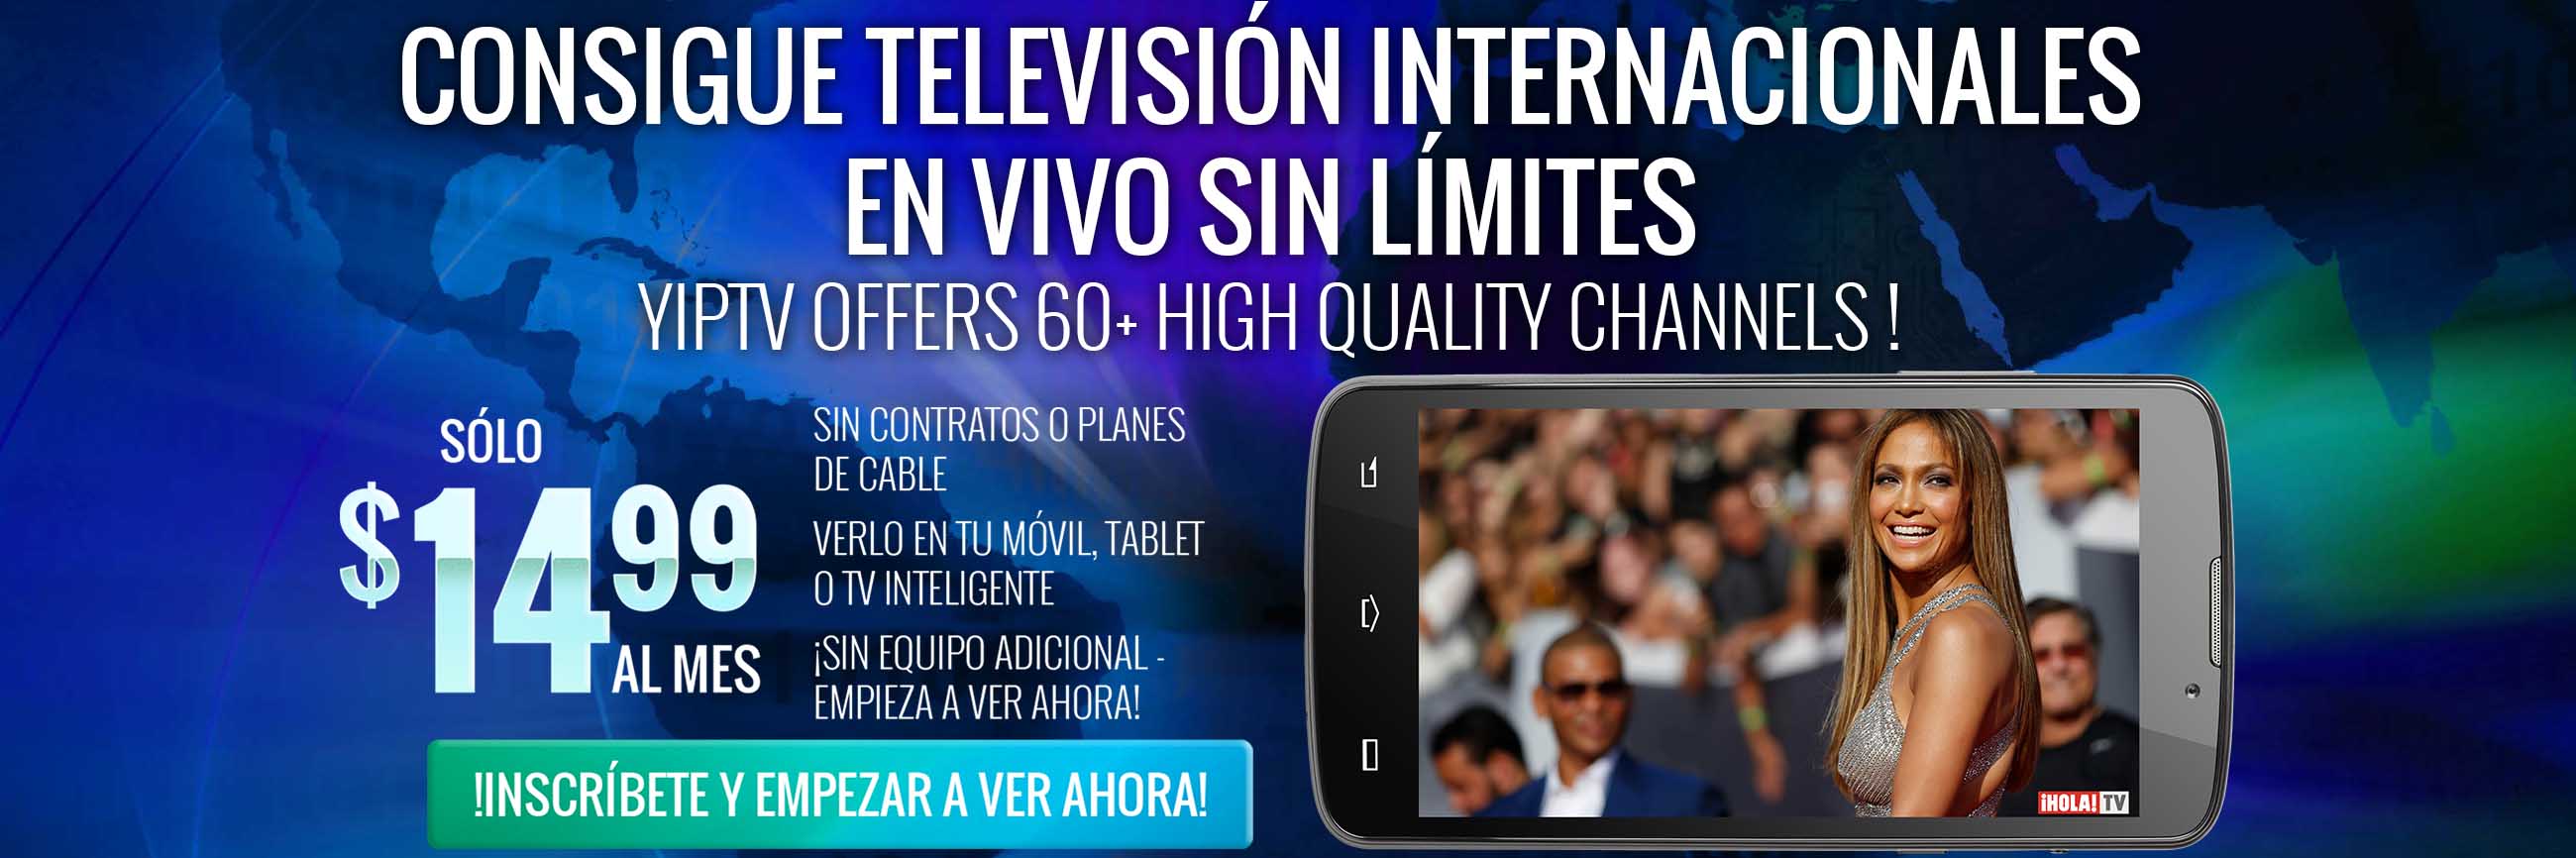 CONSIGUE TELEVISIÓN INTERNACIONALES
EN VIVO SIN LÍMITES
YIPTV OFFERS 60+ HIGH QUALITY CHANNELS !
SÓLO
$1499
AL MES
SIN CONTRATOS O PLANES
DE CABLE
VERLO EN TU MÓVIL, TABLET
O TV INTELIGENTE
¡SIN EQUIPO ADICIONAL -
EMPIEZA A VER AHORA!
!INSCRÍBETE Y EMPEZAR A VER AHORA!
¡HOLA! TV